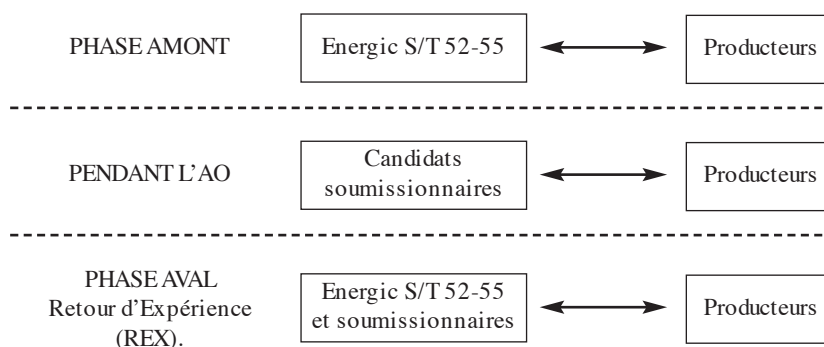 PHASE AMONT
Energic S/T 52-55
Producteurs
PENDANT L'AO
Candidats
soumissionnaires
Producteurs
PHASE AVAL
Retour d'Expérience
(REX).
Energic S/T 52-55
et soumissionnaires
Producteurs